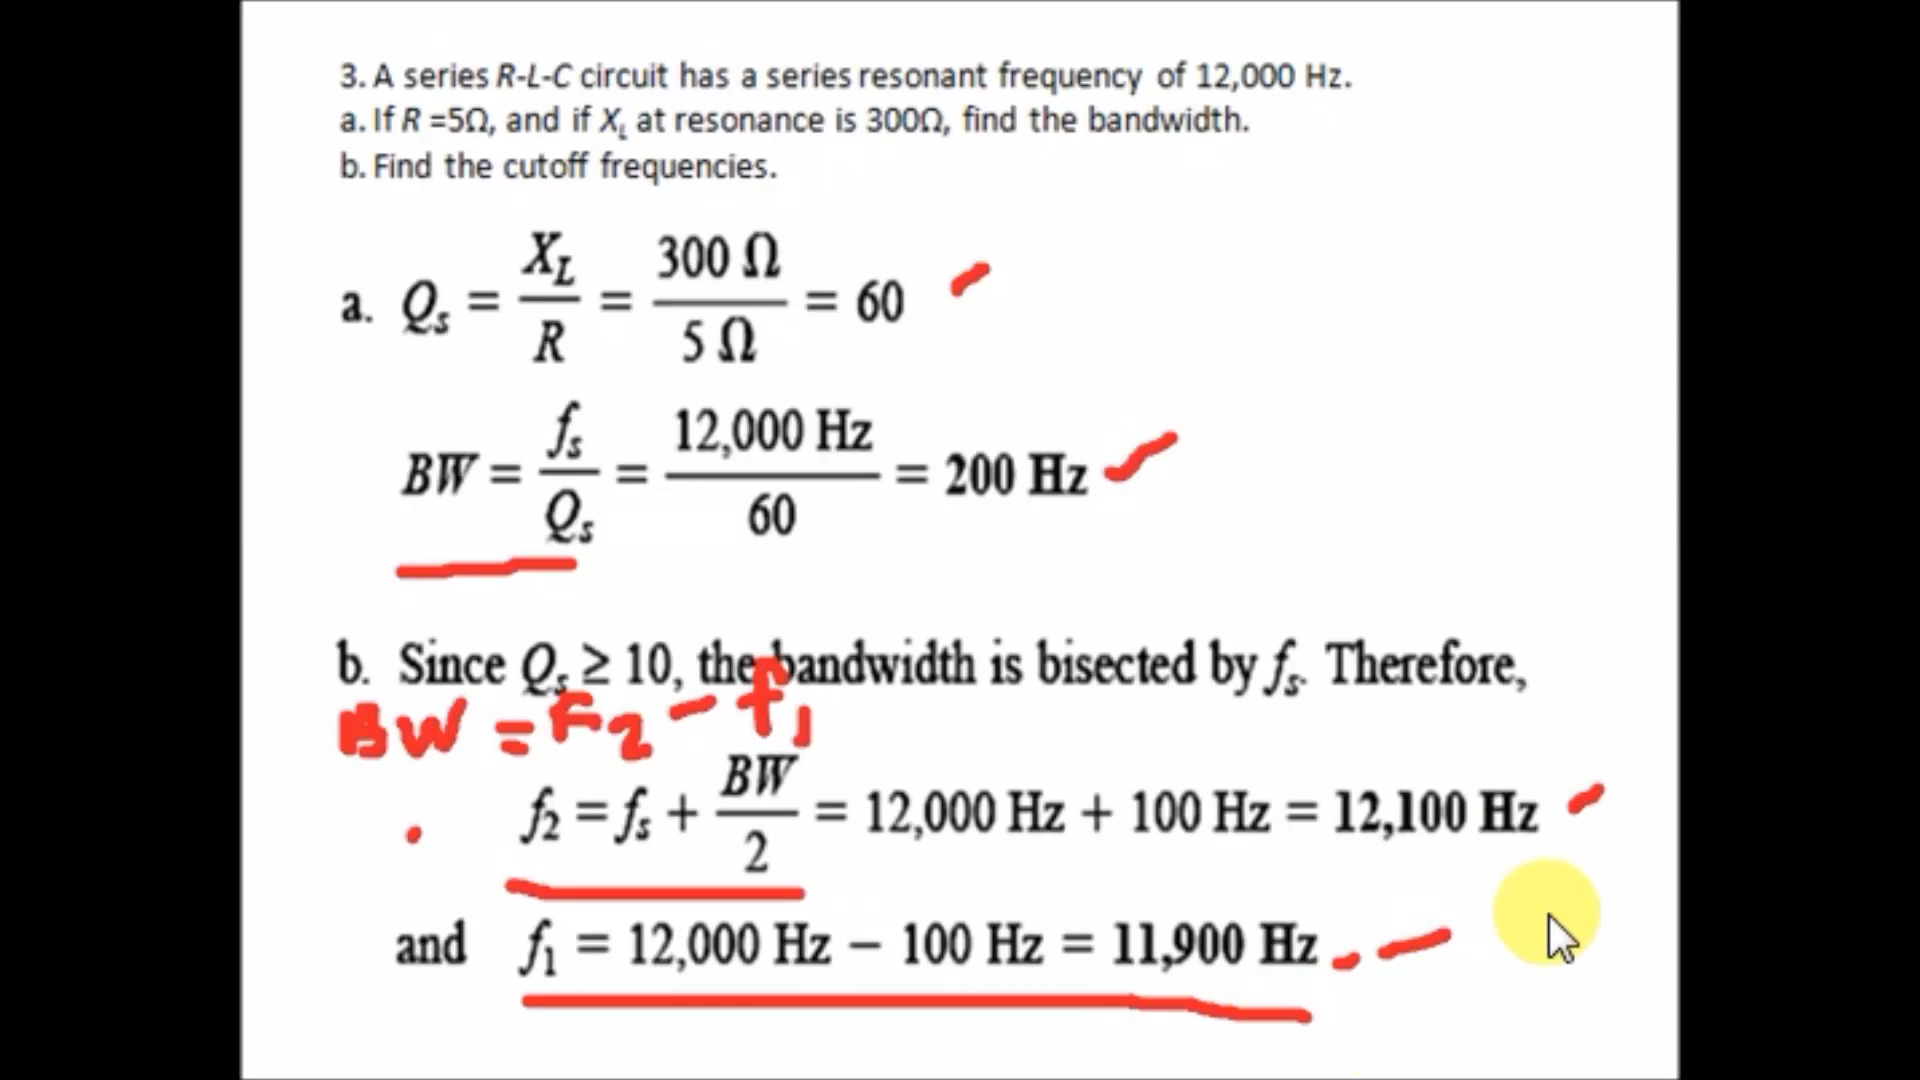 3. A series R-L-C circuit has a series resonant frequency of 12,000 Hz.
a. If R =5Ω, and if X_L at resonance is 300Ω, find the bandwidth.
b. Find the cutoff frequencies.
a. Q_s = X_L / R = 300 Ω / 5 Ω = 60
BW = f_s / Q_s = 12,000 Hz / 60 = 200 Hz
b. Since Q_s ≥ 10, the bandwidth is bisected by f_s. Therefore,
BW = F2 - f1
f_2 = f_s + BW / 2 = 12,000 Hz + 100 Hz = 12,100 Hz
and f_1 = 12,000 Hz − 100 Hz = 11,900 Hz